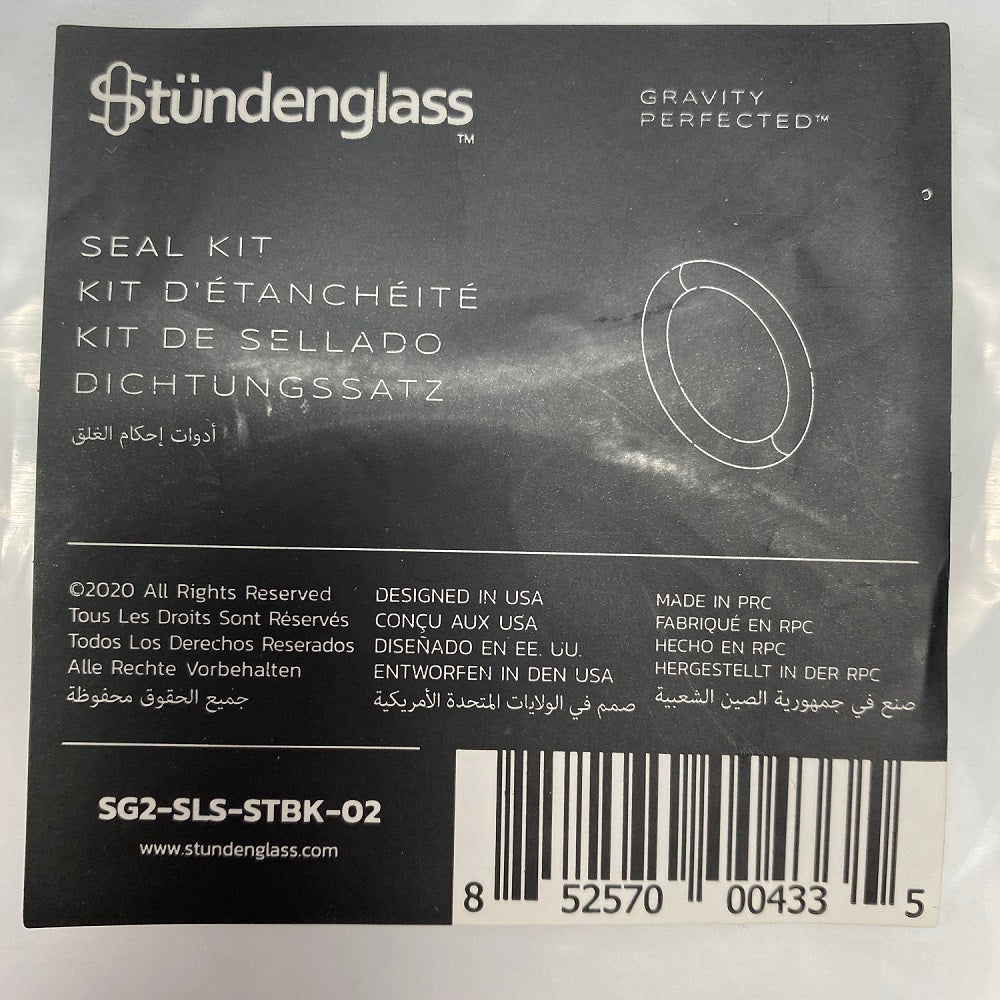 Stündenglass™
GRAVITY
PERFECTED™
SEAL KIT
KIT D'ÉTANCHÉITÉ
KIT DE SELLADO
DICHTUNGSSATZ
أدوات إحكام الغلق
©2020 All Rights Reserved
Tous Les Droits Sont Réservés
Todos Los Derechos Reserados
Alle Rechte Vorbehalten
جميع الحقوق محفوظة
DESIGNED IN USA
CONÇU AUX USA
DISEÑADO EN EE. UU.
ENTWORFEN IN DEN USA
صمم في الولايات المتحدة الأمريكية
MADE IN PRC
FABRIQUÉ EN RPC
HECHO EN RPC
HERGESTELLT IN DER RPC
صنع في جمهورية الصين الشعبية
SG2-SLS-STBK-02
www.stundenglass.com
8 52570 00433 5